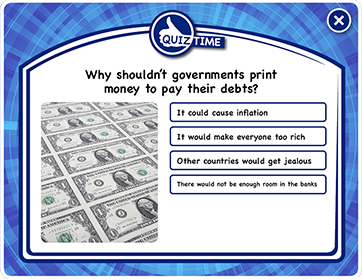 QUIZ TIME
Why shouldn't governments print
money to pay their debts?
It could cause inflation
It would make everyone too rich
Other countries would get jealous
There would not be enough room in the banks